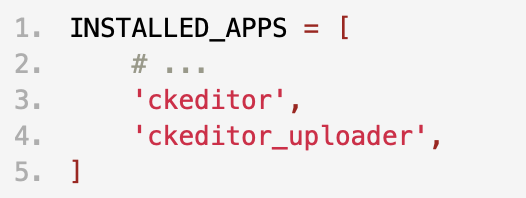 1. INSTALLED_APPS = [
2.     # ...
3.     'ckeditor',
4.     'ckeditor_uploader',
5. ]